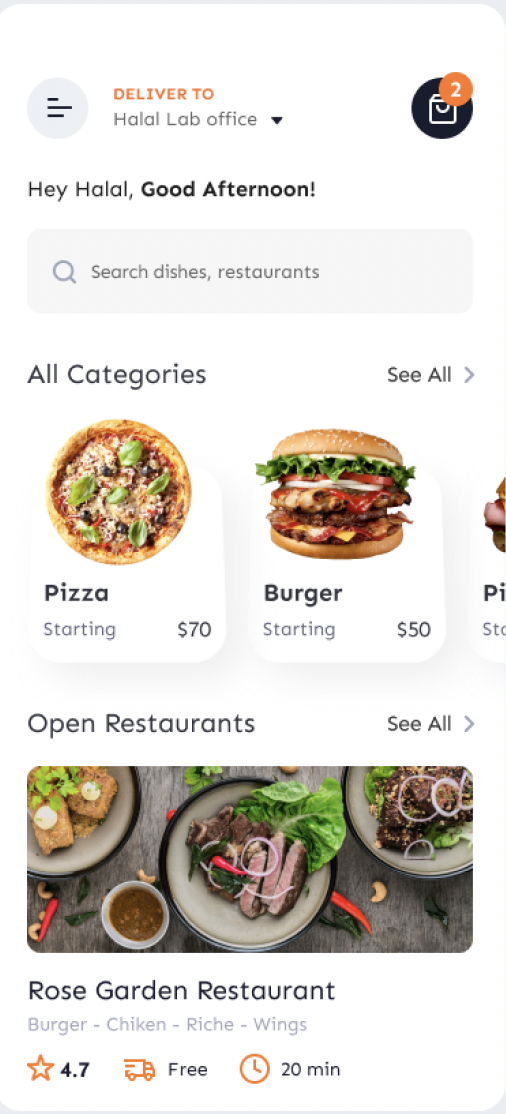 DELIVER TO
Halal Lab office
2
Hey Halal, Good Afternoon!
Search dishes, restaurants
All Categories
See All
Pizza
Starting $70
Burger
Starting $50
Pi
Sta
Open Restaurants
See All
Rose Garden Restaurant
Burger - Chiken - Riche - Wings
4.7
Free
20 min